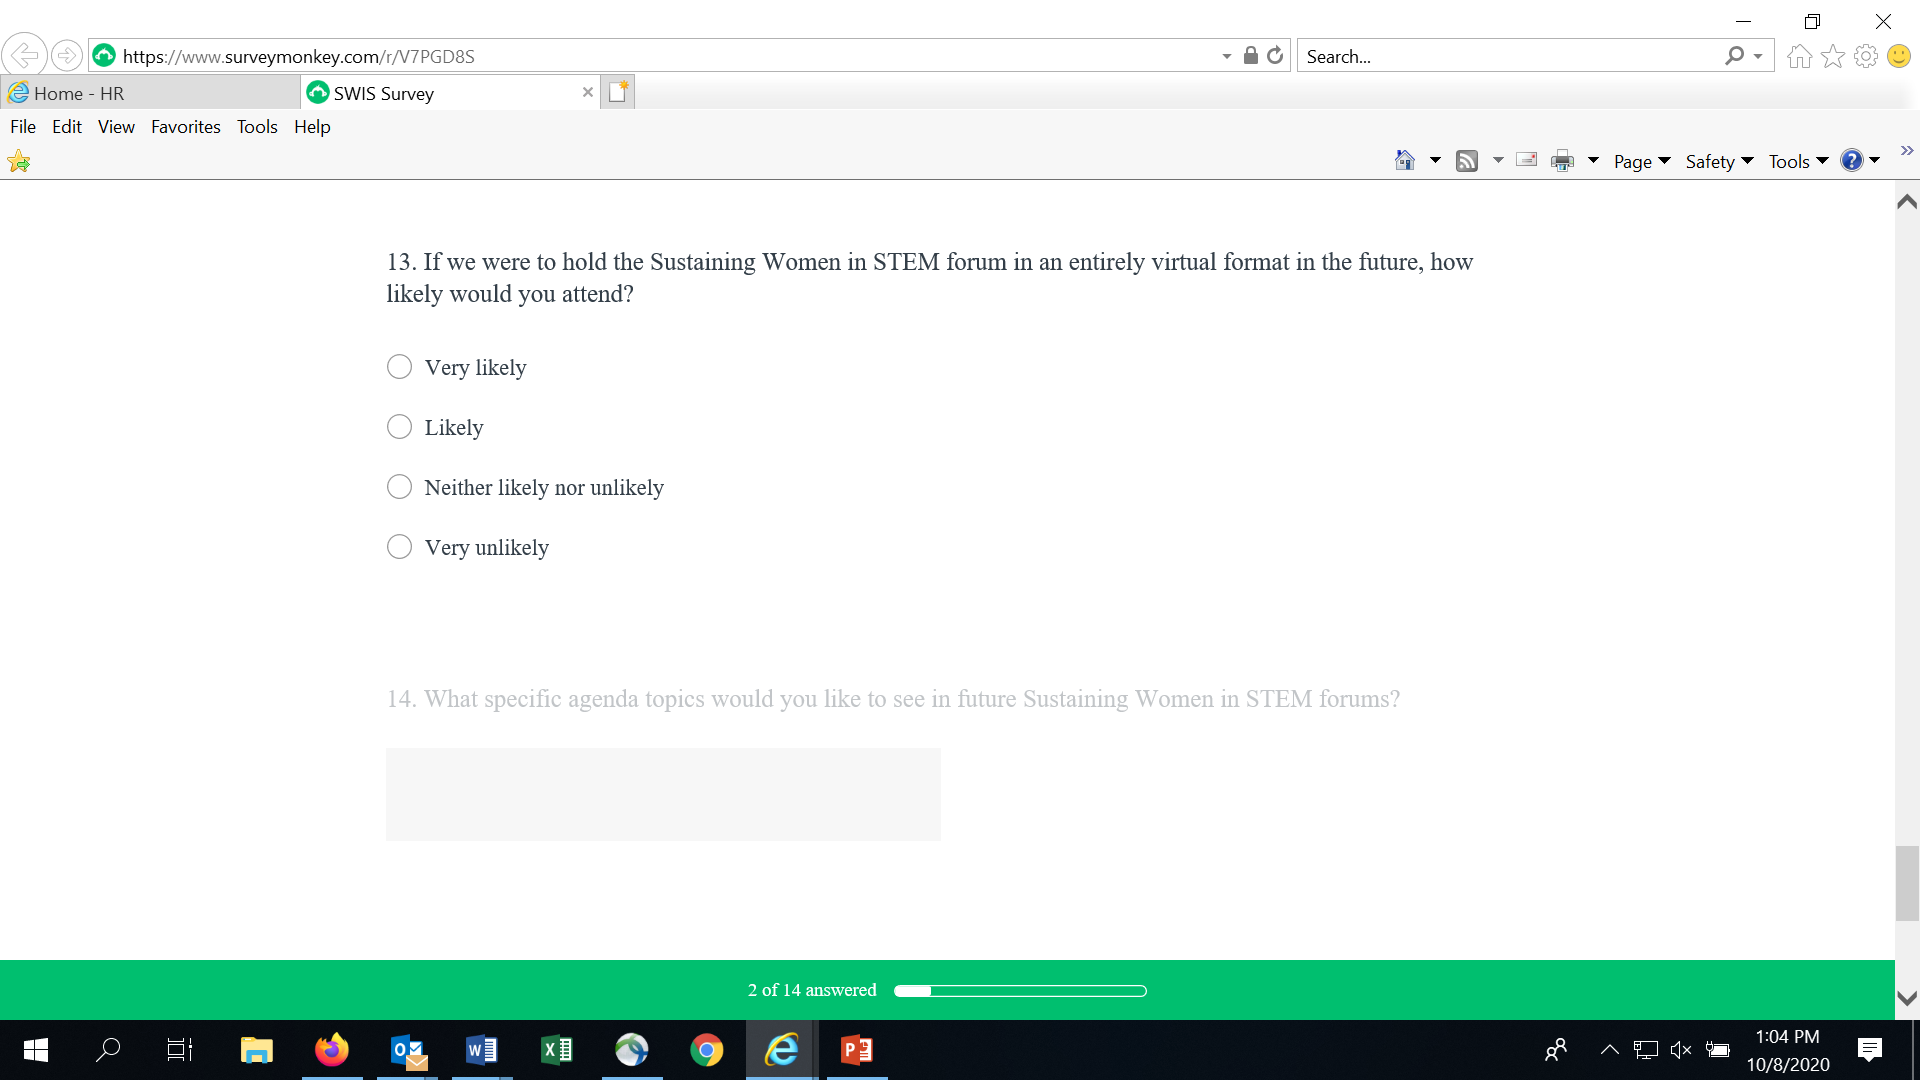 https://www.surveymonkey.com/r/V7PGD8S
Search...
Home - HR
SWIS Survey
File Edit View Favorites Tools Help
Page Safety Tools
13. If we were to hold the Sustaining Women in STEM forum in an entirely virtual format in the future, how
likely would you attend?
Very likely
Likely
Neither likely nor unlikely
Very unlikely
14. What specific agenda topics would you like to see in future Sustaining Women in STEM forums?
2 of 14 answered
1:04 PM
10/8/2020